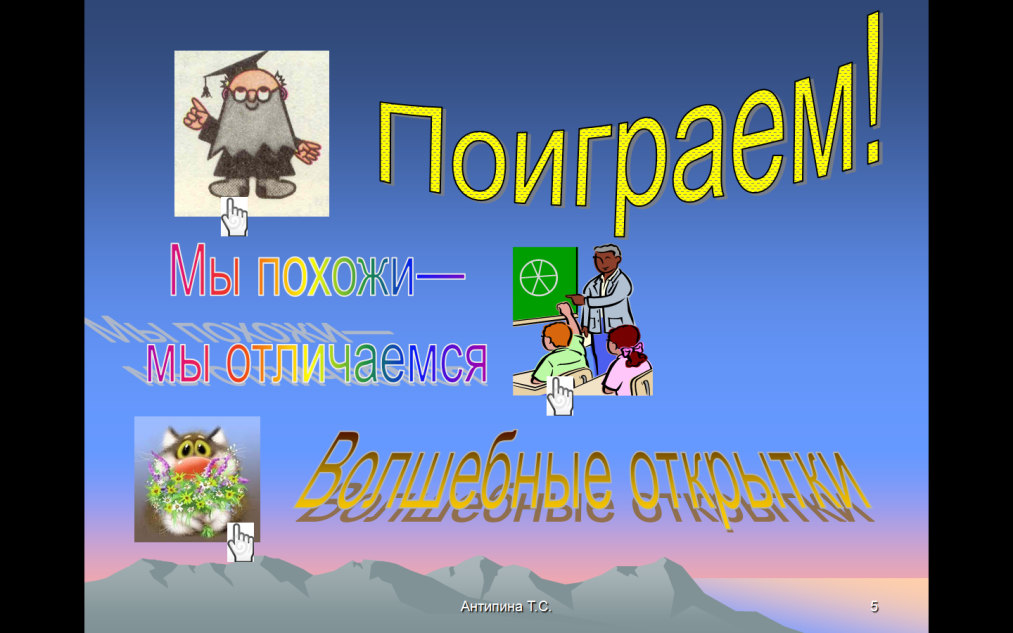 Поиграем!
Мы похожи—
мы отличаемся
Волшебные открытки
Антипина Т.С.
5